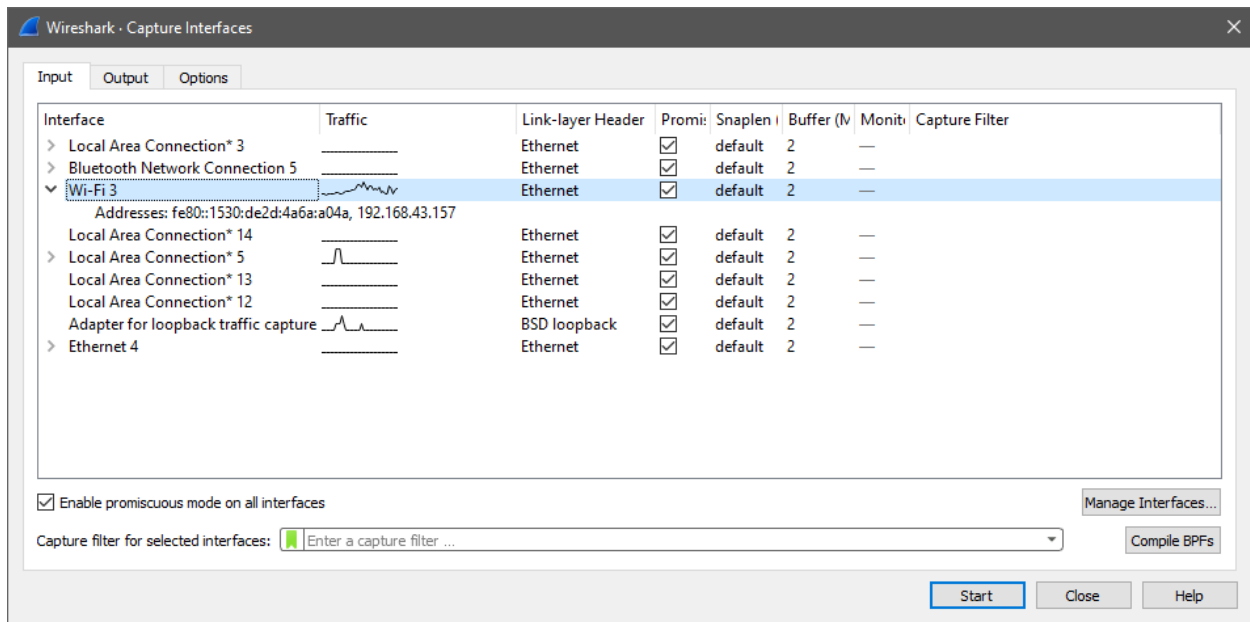 Wireshark · Capture Interfaces
Input Output Options
Interface Traffic Link-layer Header Promi: Snaplen ( Buffer (M Monit Capture Filter
Local Area Connection* 3 Ethernet default 2 —
Bluetooth Network Connection 5 Ethernet default 2 —
Wi-Fi 3 Ethernet default 2 —
Addresses: fe80::1530:de2d:4a6a:a04a, 192.168.43.157
Local Area Connection* 14 Ethernet default 2 —
Local Area Connection* 5 Ethernet default 2 —
Local Area Connection* 13 Ethernet default 2 —
Local Area Connection* 12 Ethernet default 2 —
Adapter for loopback traffic capture BSD loopback default 2 —
Ethernet 4 Ethernet default 2 —
Enable promiscuous mode on all interfaces Manage Interfaces...
Capture filter for selected interfaces: Enter a capture filter ... Compile BPFs
Start Close Help